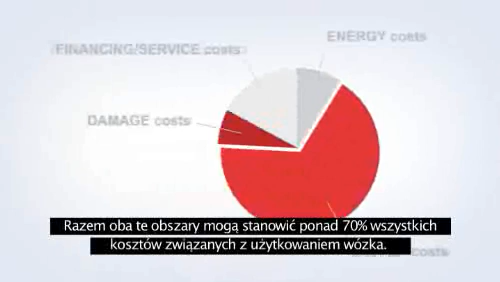 ENERGY costs
FINANCING/SERVICE costs
DAMAGE costs
Razem oba te obszary mogą stanowić ponad 70% wszystkich
kosztów związanych z użytkowaniem wózka.
costs